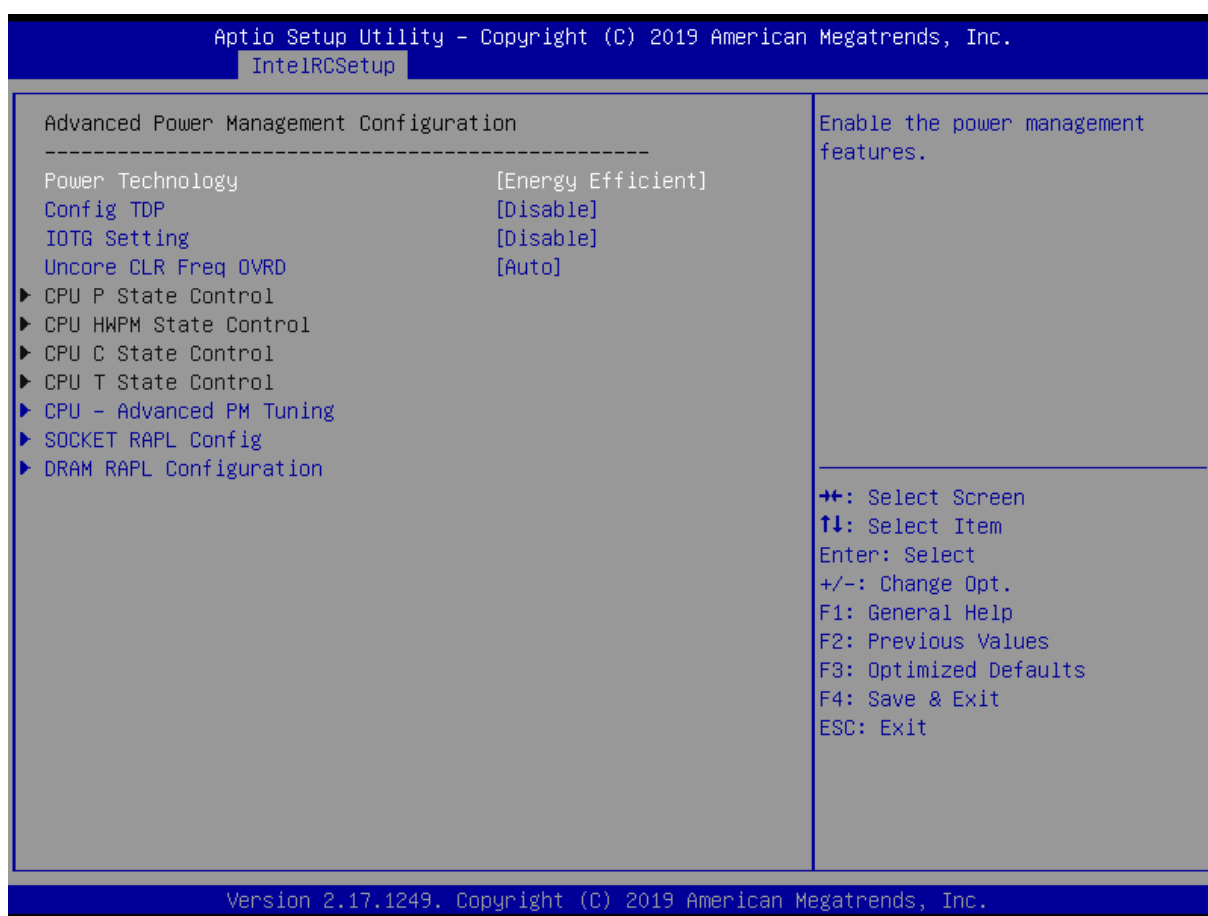 Aptio Setup Utility – Copyright (C) 2019 American Megatrends, Inc.
IntelRCSetup
Advanced Power Management Configuration
--------------------------------------------------
Power Technology [Energy Efficient]
Config TDP [Disable]
IOTG Setting [Disable]
Uncore CLR Freq OVRD [Auto]
▶ CPU P State Control
▶ CPU HWPM State Control
▶ CPU C State Control
▶ CPU T State Control
▶ CPU – Advanced PM Tuning
▶ SOCKET RAPL Config
▶ DRAM RAPL Configuration
Enable the power management
features.
→←: Select Screen
↑↓: Select Item
Enter: Select
+/-: Change Opt.
F1: General Help
F2: Previous Values
F3: Optimized Defaults
F4: Save & Exit
ESC: Exit
Version 2.17.1249. Copyright (C) 2019 American Megatrends, Inc.